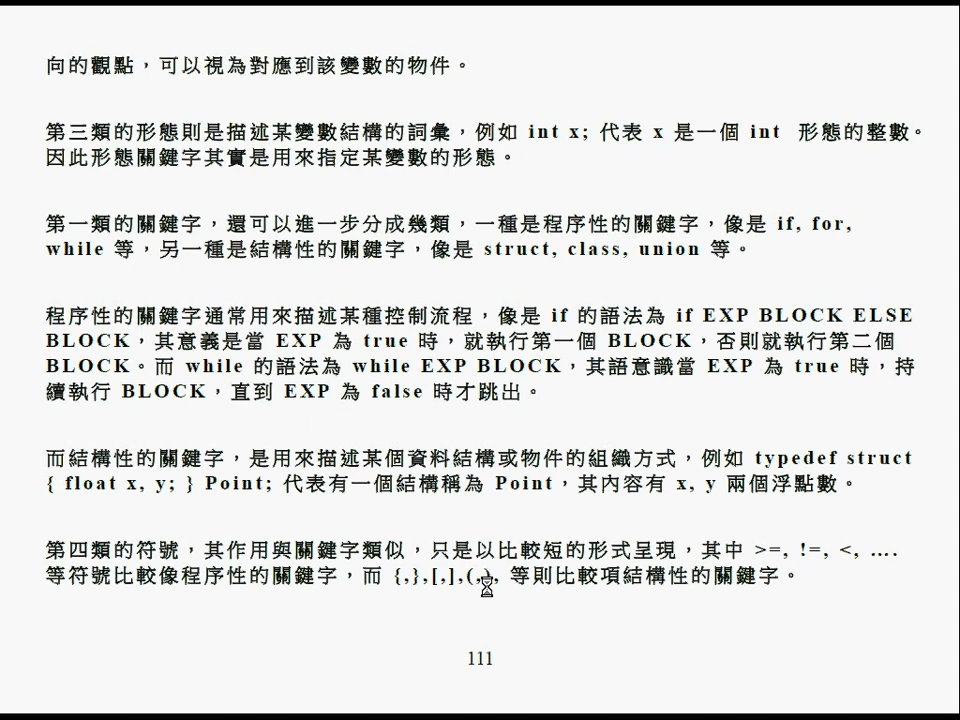 向的觀點，可以視為對應到該變數的物件。
第三類的形態則是描述某變數結構的詞彙，例如 int x; 代表 x 是一個 int 形態的整數。
因此形態關鍵字其實是用來指定某變數的形態。
第一類的關鍵字，還可以進一步分成幾類，一種是程序性的關鍵字，像是 if, for,
while 等，另一種是結構性的關鍵字，像是 struct, class, union 等。
程序性的關鍵字通常用來描述某種控制流程，像是 if 的語法為 if EXP BLOCK ELSE
BLOCK，其意義是當 EXP 為 true 時，就執行第一個 BLOCK，否則就執行第二個
BLOCK。而 while 的語法為 while EXP BLOCK，其語意識當 EXP 為 true 時，持
續執行 BLOCK，直到 EXP 為 false 時才跳出。
而結構性的關鍵字，是用來描述某個資料結構或物件的組織方式，例如 typedef struct
{ float x, y; } Point; 代表有一個結構稱為 Point，其內容有 x, y 兩個浮點數。
第四類的符號，其作用與關鍵字類似，只是以比較短的形式呈現，其中 >=, !=, <, ….
等符號比較像程序性的關鍵字，而 {,},[,],(,), 等則比較項結構性的關鍵字。
111